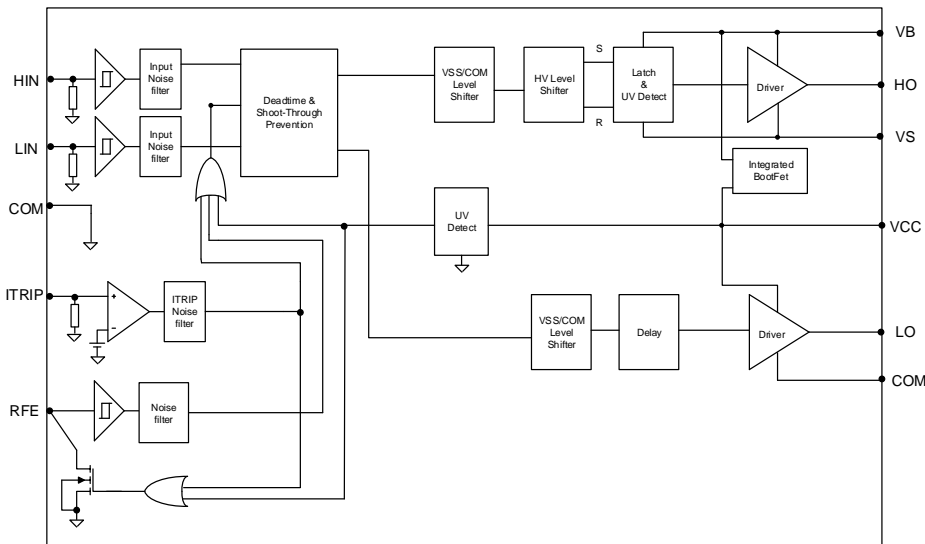 HIN
LIN
COM
ITRIP
RFE
Input
Noise
filter
Input
Noise
filter
Deadtime &
Shoot-Through
Prevention
VSS/COM
Level
Shifter
HV Level
Shifter
S
R
Latch
&
UV Detect
Driver
VB
HO
VS
Integrated
BootFet
UV
Detect
VCC
+
-
ITRIP
Noise
filter
VSS/COM
Level
Shifter
Delay
Driver
LO
COM
Noise
filter